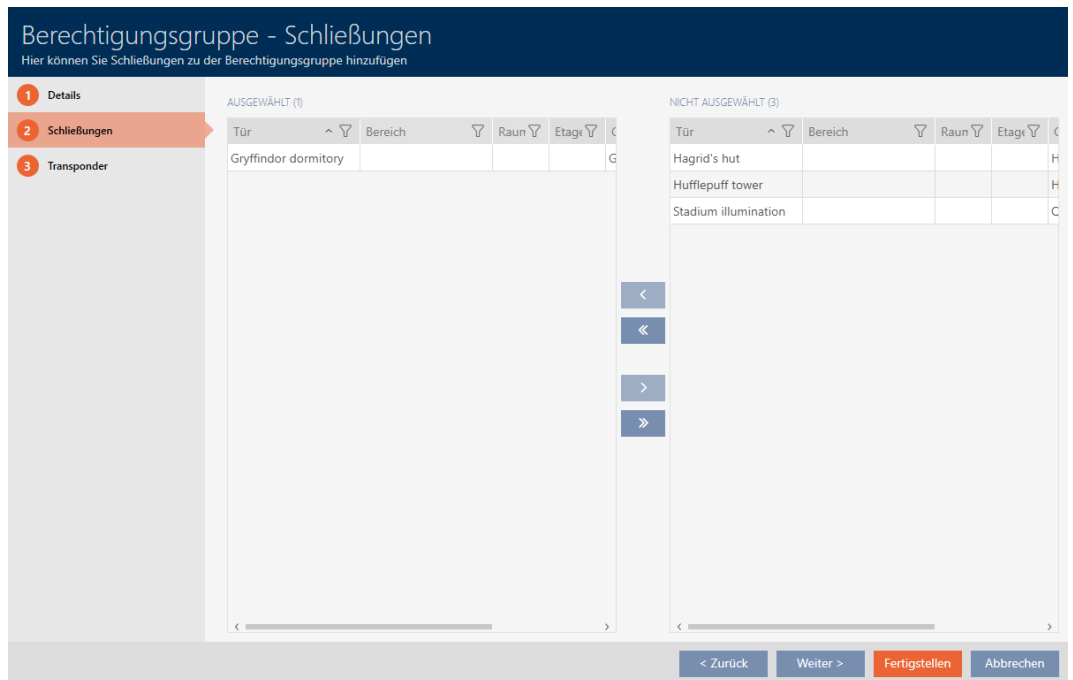 Berechtigungsgruppe - Schließungen
Hier können Sie Schließungen zu der Berechtigungsgruppe hinzufügen
1 Details
2 Schließungen
3 Transponder
AUSGEWÄHLT (1)
Tür Bereich Raum Etage
Gryffindor dormitory G
NICHT AUSGEWÄHLT (3)
Tür Bereich Raum Etage
Hagrid's hut H
Hufflepuff tower H
Stadium illumination
< Zurück Weiter > Fertigstellen Abbrechen